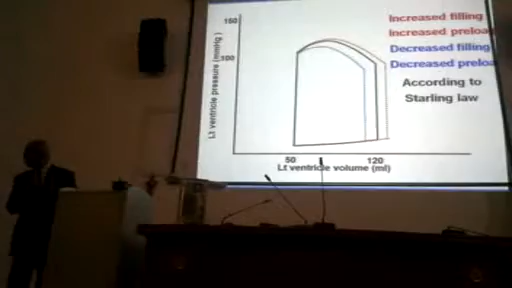 150
100
Lt ventricle pressure (mmHg)
50
120
Lt ventricle volume (ml)
Increased filling
Increased preload
Decreased filling
Decreased preload
According to
Starling law